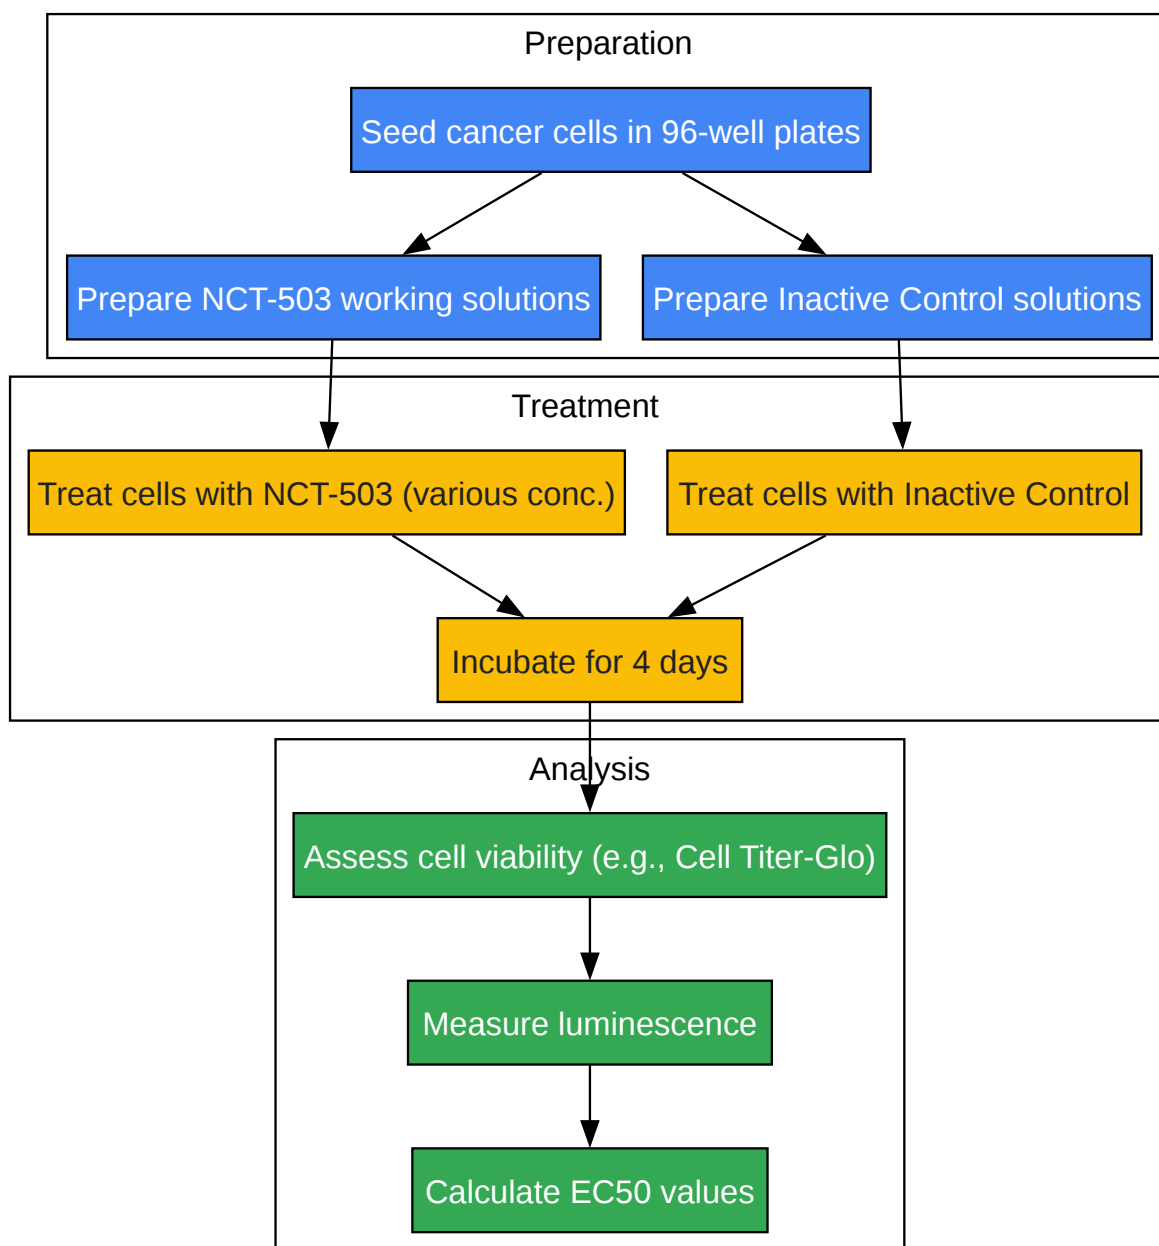 Preparation
Seed cancer cells in 96-well plates
Prepare NCT-503 working solutions
Prepare Inactive Control solutions
Treatment
Treat cells with NCT-503 (various conc.)
Treat cells with Inactive Control
Incubate for 4 days
Analysis
Assess cell viability (e.g., Cell Titer-Glo)
Measure luminescence
Calculate EC50 values